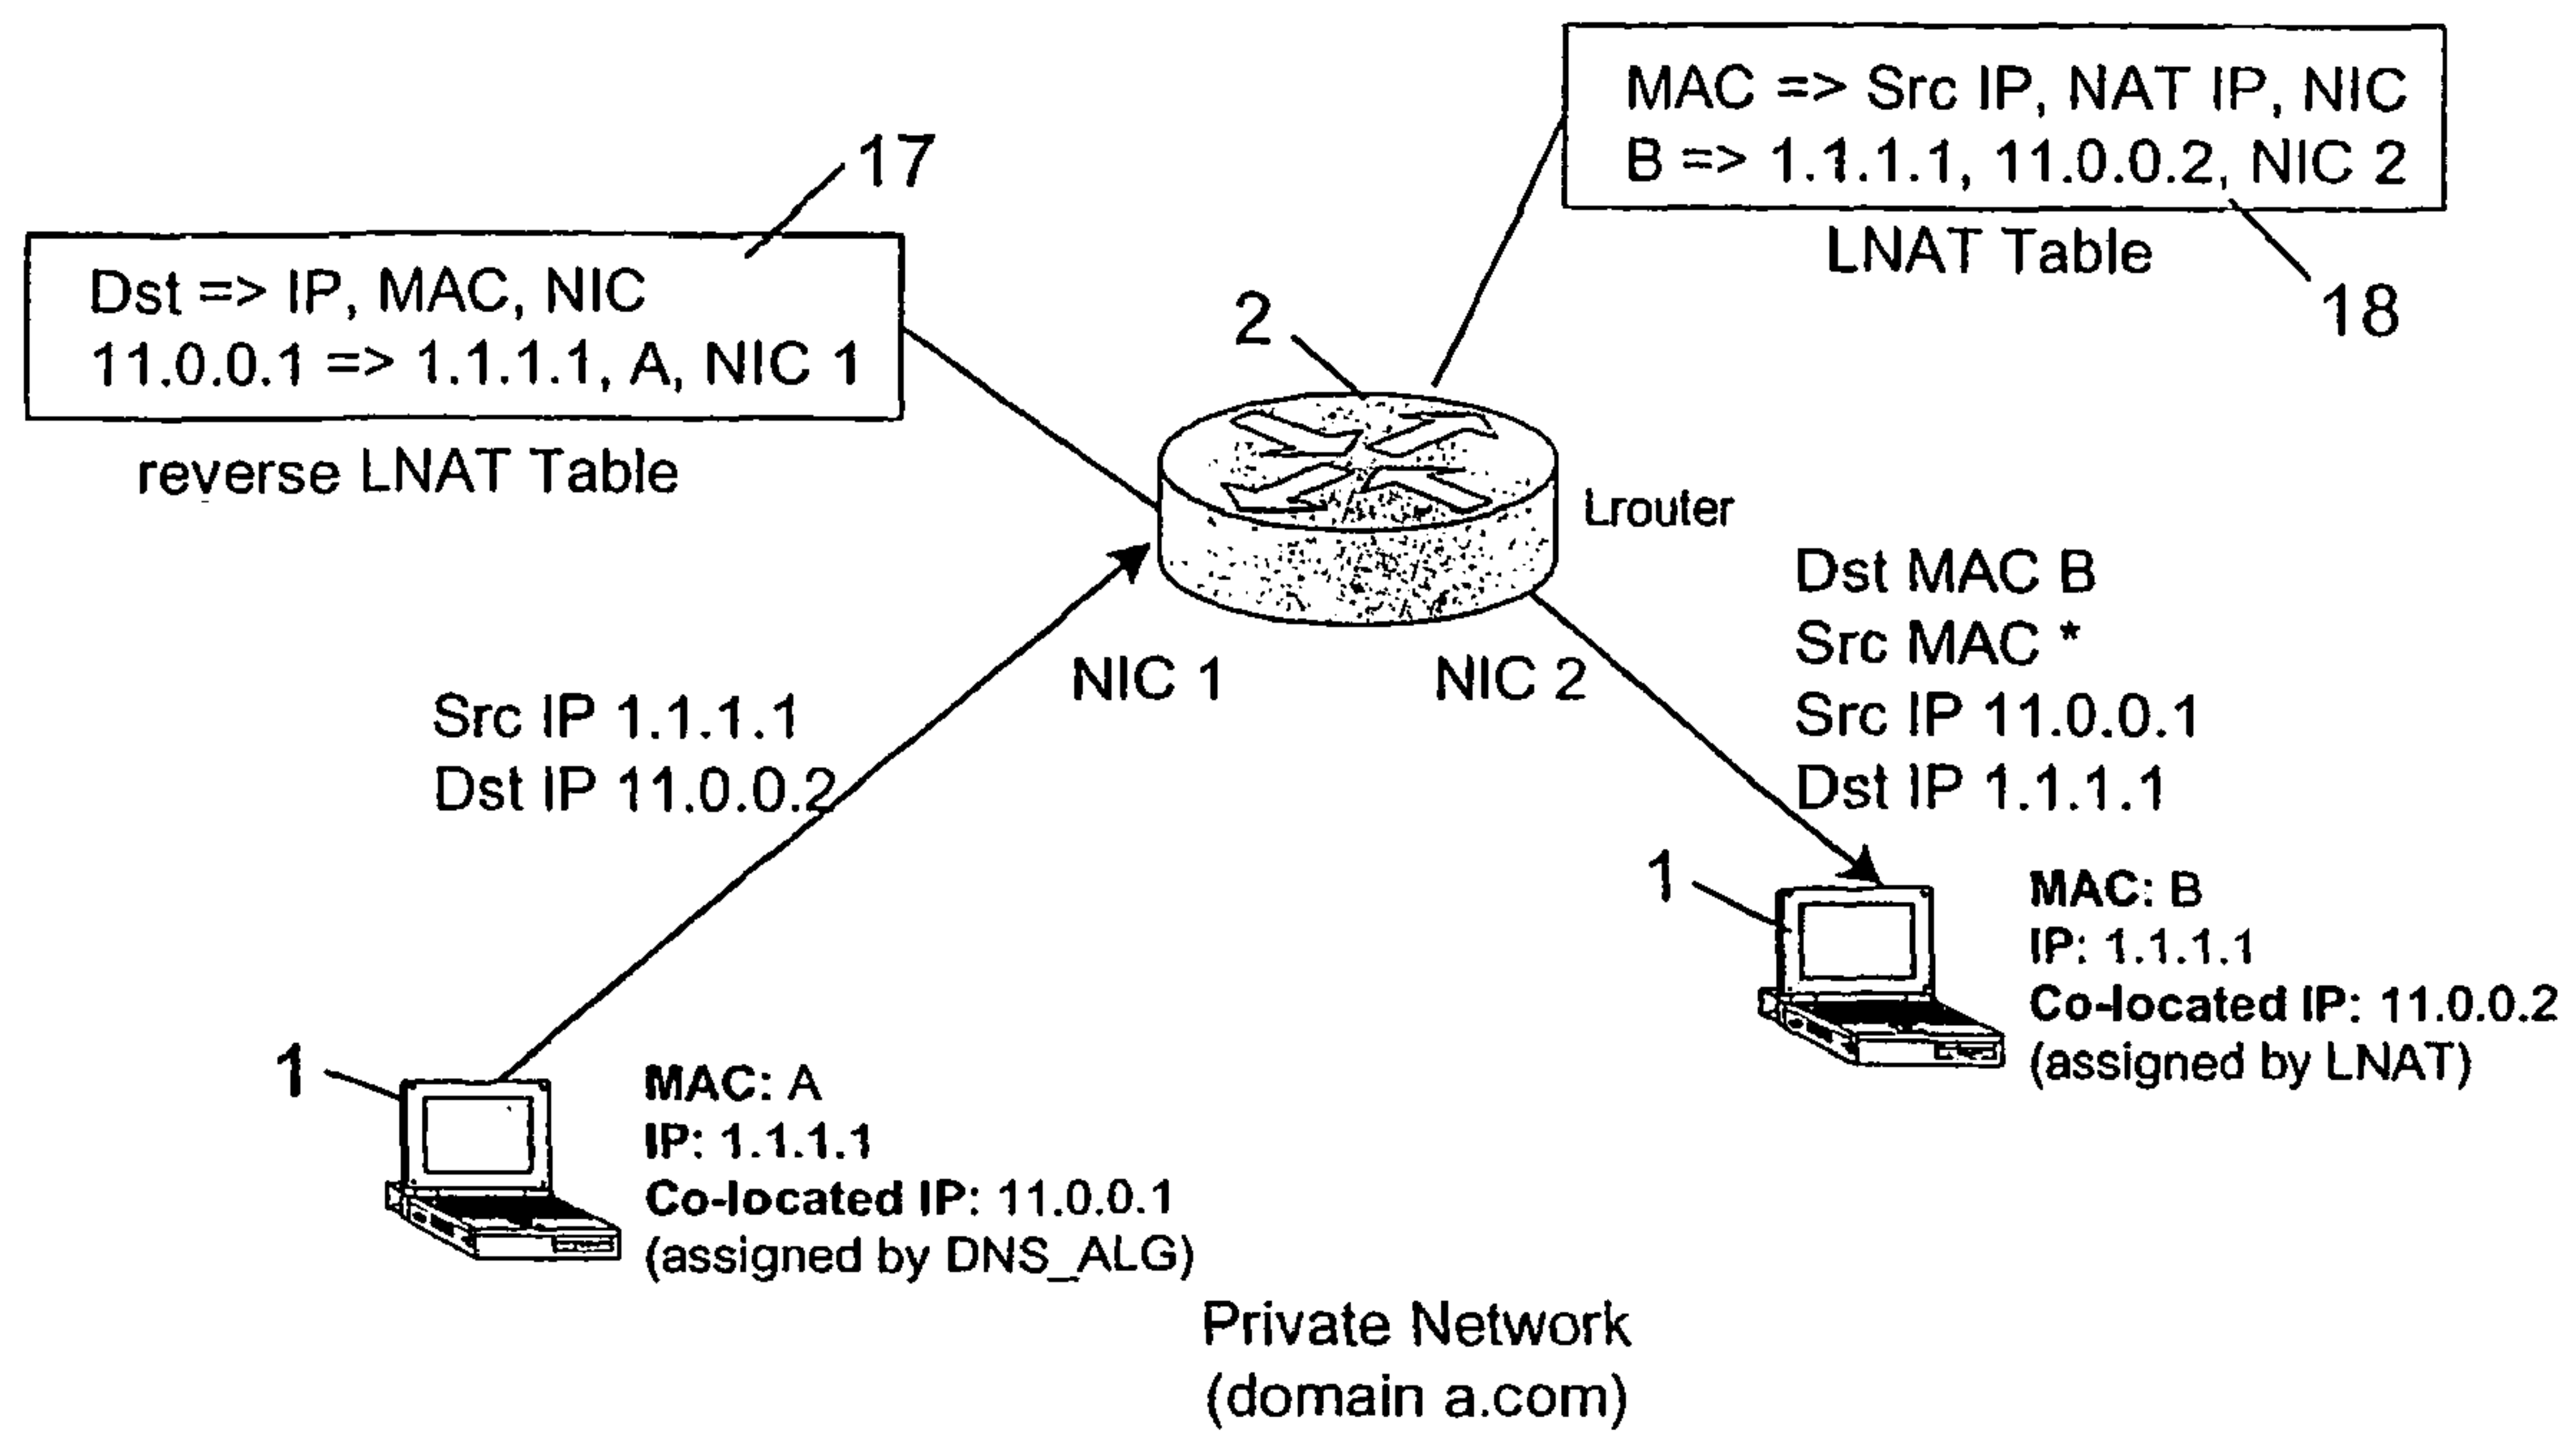 MAC => Src IP, NAT IP, NIC
B => 1.1.1.1, 11.0.0.2, NIC 2
LNAT Table
18
17
Dst => IP, MAC, NIC
11.0.0.1 => 1.1.1.1, A, NIC 1
reverse LNAT Table
2
Lrouter
NIC 1
NIC 2
Src IP 1.1.1.1
Dst IP 11.0.0.2
Dst MAC B
Src MAC *
Src IP 11.0.0.1
Dst IP 1.1.1.1
1
MAC: B
IP: 1.1.1.1
Co-located IP: 11.0.0.2
(assigned by LNAT)
1
MAC: A
IP: 1.1.1.1
Co-located IP: 11.0.0.1
(assigned by DNS_ALG)
Private Network
(domain a.com)